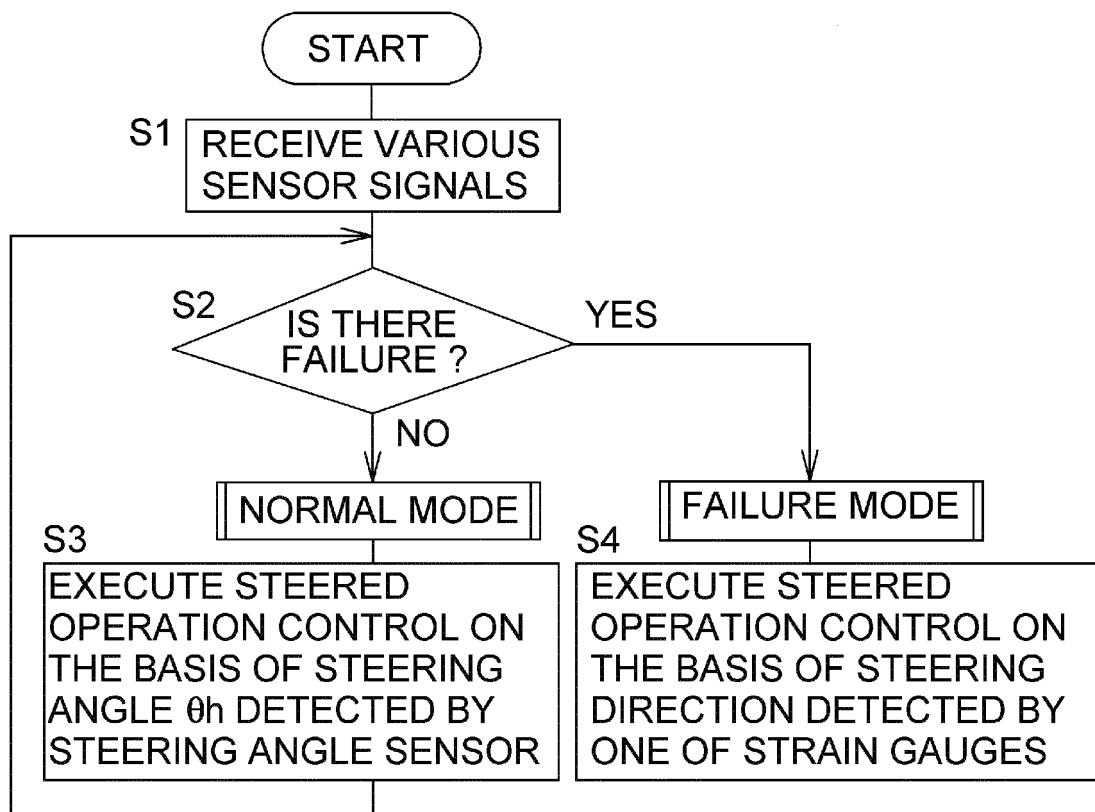 START
S1
RECEIVE VARIOUS
SENSOR SIGNALS
S2
IS THERE
FAILURE ?
YES
NO
NORMAL MODE
FAILURE MODE
S3
EXECUTE STEERED
OPERATION CONTROL ON
THE BASIS OF STEERING
ANGLE θh DETECTED BY
STEERING ANGLE SENSOR
S4
EXECUTE STEERED
OPERATION CONTROL ON
THE BASIS OF STEERING
DIRECTION DETECTED BY
ONE OF STRAIN GAUGES